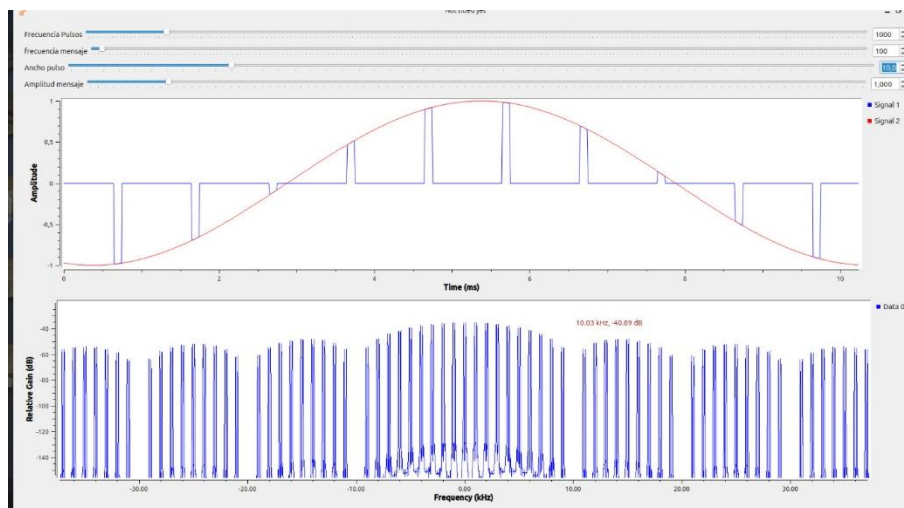 Not titled yet
Frecuencia Pulsos 1000
frecuencia mensaje 100
Ancho pulso 10,0
Amplitud mensaje 1,000
1
0,5
0
-0,5
-1
Amplitude
0 2 4 6 8 10
Time (ms)
Signal 1
Signal 2
10.03 kHz, -40.89 dB
Relative Gain (dB)
-40
-60
-80
-100
-120
-140
-30.00 -20.00 -10.00 0.00 10.00 20.00 30.00
Frequency (kHz)
Data 0